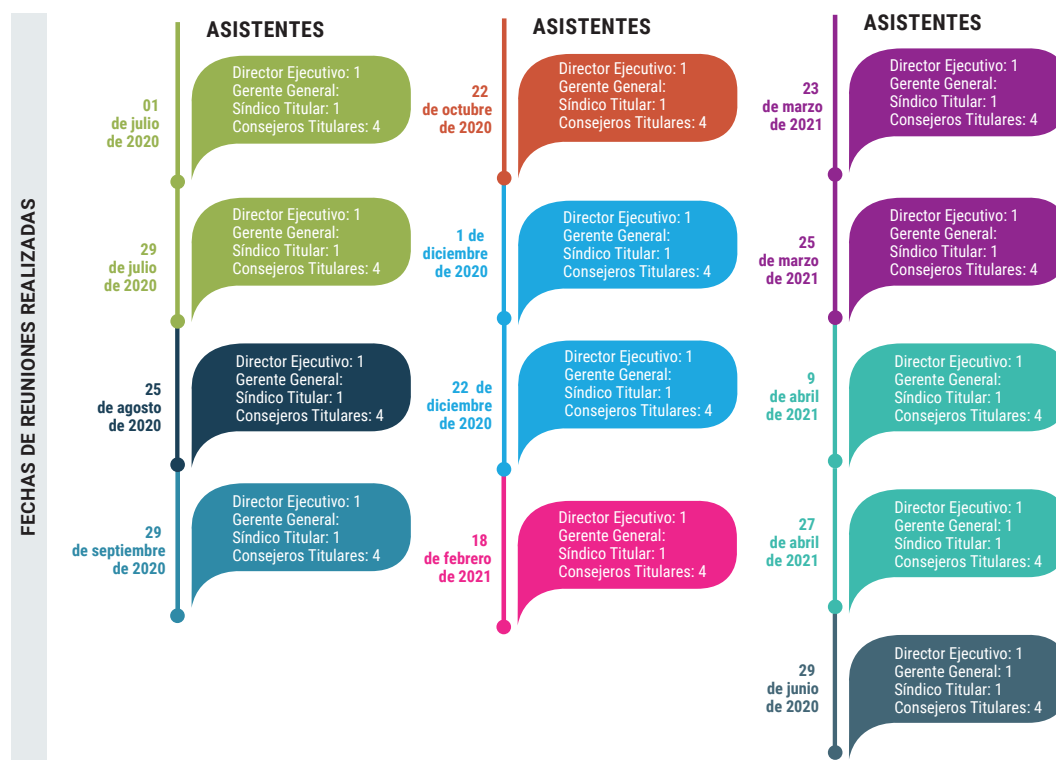 FECHAS DE REUNIONES REALIZADAS
ASISTENTES
01
de julio
de 2020
Director Ejecutivo: 1
Gerente General:
Síndico Titular: 1
Consejeros Titulares: 4
29
de julio
de 2020
Director Ejecutivo: 1
Gerente General:
Síndico Titular: 1
Consejeros Titulares: 4
25
de agosto
de 2020
Director Ejecutivo: 1
Gerente General:
Síndico Titular: 1
Consejeros Titulares: 4
29
de septiembre
de 2020
Director Ejecutivo: 1
Gerente General:
Síndico Titular: 1
Consejeros Titulares: 4
ASISTENTES
22
de octubre
de 2020
Director Ejecutivo: 1
Gerente General:
Síndico Titular: 1
Consejeros Titulares: 4
1 de
diciembre
de 2020
Director Ejecutivo: 1
Gerente General:
Síndico Titular: 1
Consejeros Titulares: 4
22 de
diciembre
de 2020
Director Ejecutivo: 1
Gerente General:
Síndico Titular: 1
Consejeros Titulares: 4
18
de febrero
de 2021
Director Ejecutivo: 1
Gerente General:
Síndico Titular: 1
Consejeros Titulares: 4
ASISTENTES
23
de marzo
de 2021
Director Ejecutivo: 1
Gerente General:
Síndico Titular: 1
Consejeros Titulares: 4
25
de marzo
de 2021
Director Ejecutivo: 1
Gerente General:
Síndico Titular: 1
Consejeros Titulares: 4
9
de abril
de 2021
Director Ejecutivo: 1
Gerente General:
Síndico Titular: 1
Consejeros Titulares: 4
27
de abril
de 2021
Director Ejecutivo: 1
Gerente General: 1
Síndico Titular: 1
Consejeros Titulares: 4
29
de junio
de 2020
Director Ejecutivo: 1
Gerente General: 1
Síndico Titular: 1
Consejeros Titulares: 4